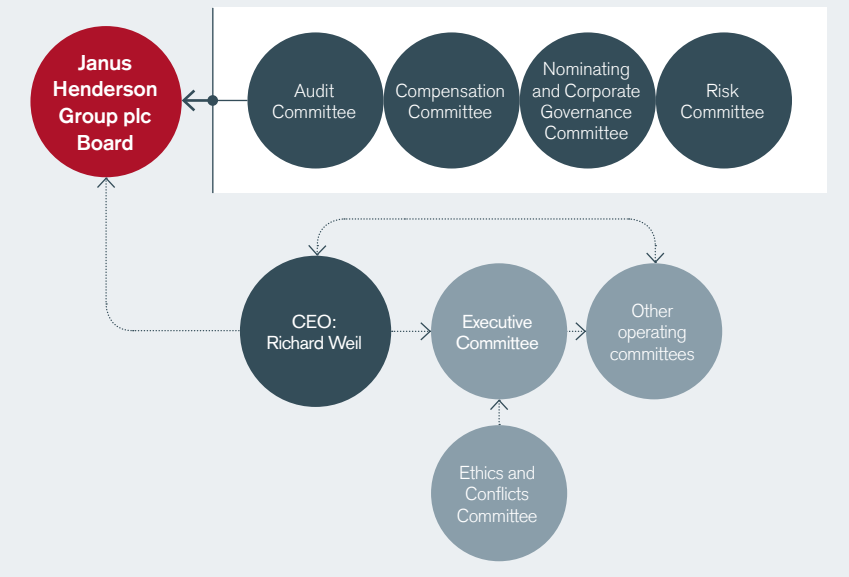 Janus
Henderson
Group plc
Board
Audit
Committee
Compensation
Committee
Nominating
and Corporate
Governance
Committee
Risk
Committee
CEO:
Richard Weil
Executive
Committee
Other
operating
committees
Ethics and
Conflicts
Committee